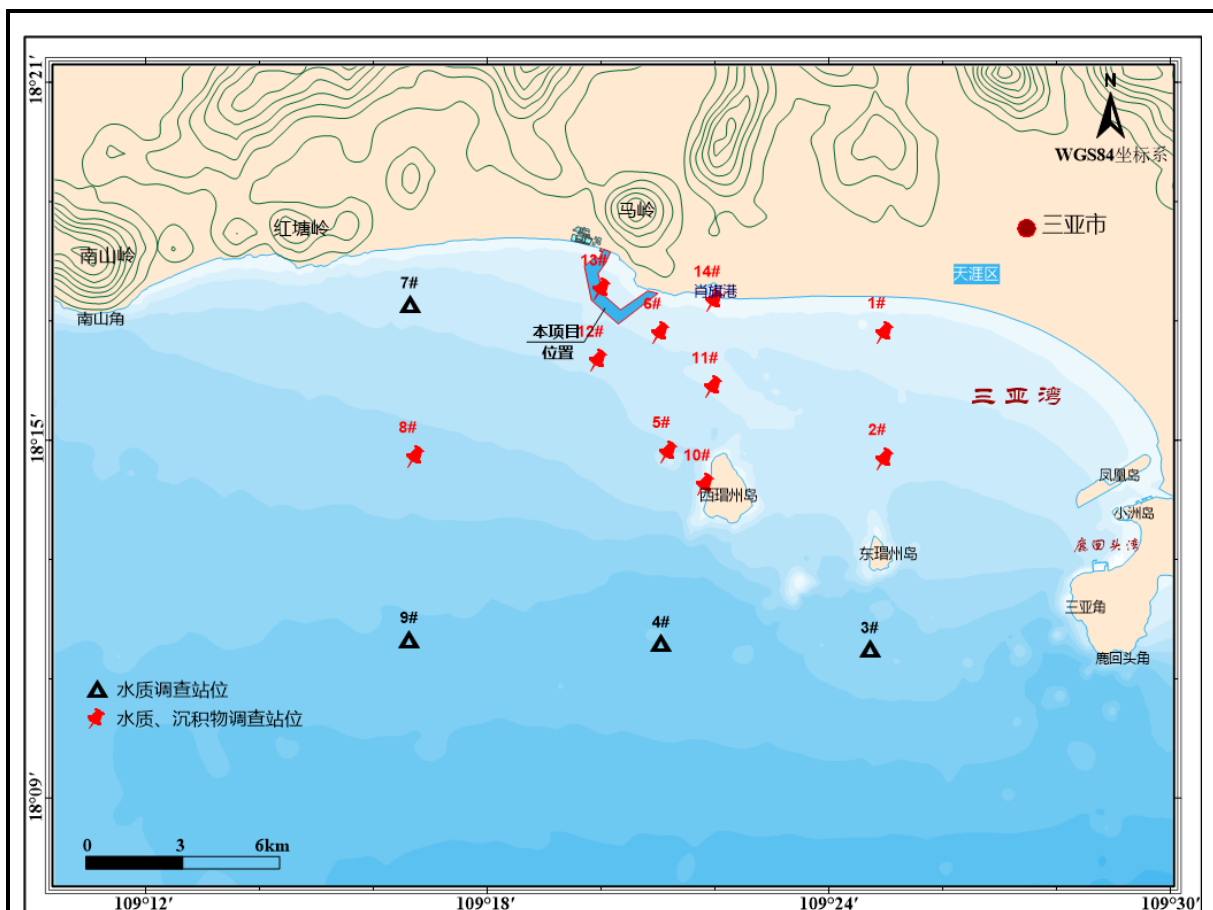 18°21′
18°15′
18°09′
N
WGS84坐标系
马岭
红塘岭
南山岭
三亚市
13#
14#
天涯区
7#
肖旗港
南山角
6#
1#
本项目
位置
12#
11#
三 亚 湾
8#
5#
2#
10#
凤凰岛
西瑁州岛
小洲岛
鹿回头湾
东瑁州岛
三亚角
9#
4#
3#
鹿回头角
水质调查站位
水质、沉积物调查站位
0 3 6km
109°12′ 109°18′ 109°24′ 109°30′